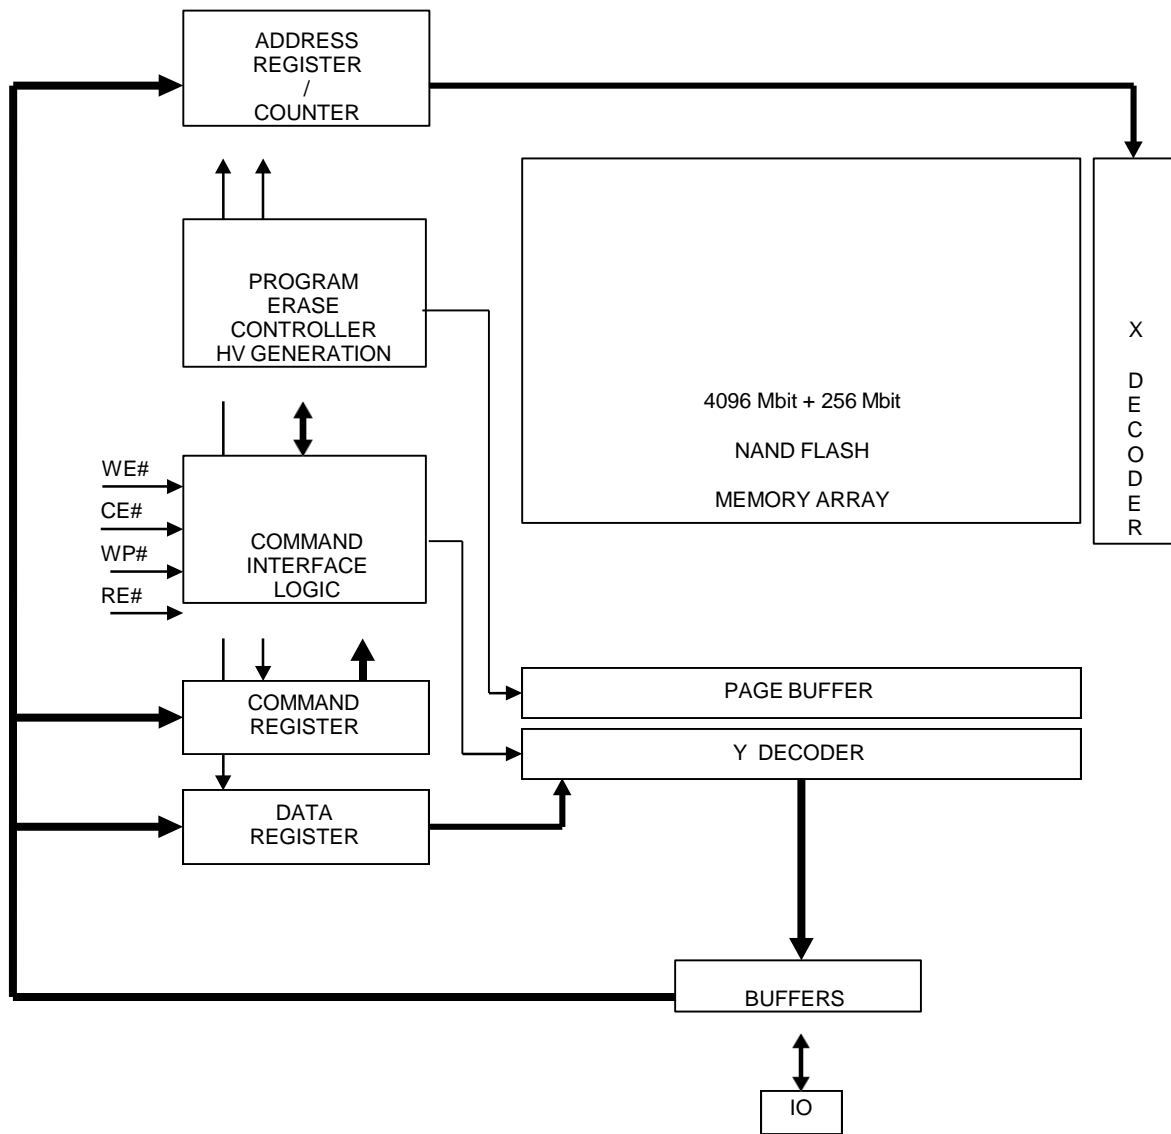 ADDRESS
REGISTER
/
COUNTER
PROGRAM
ERASE
CONTROLLER
HV GENERATION
4096 Mbit + 256 Mbit
NAND FLASH
MEMORY ARRAY
X
D
E
C
O
D
E
R
WE#
CE#
WP#
RE#
COMMAND
INTERFACE
LOGIC
COMMAND
REGISTER
PAGE BUFFER
Y DECODER
DATA
REGISTER
BUFFERS
IO